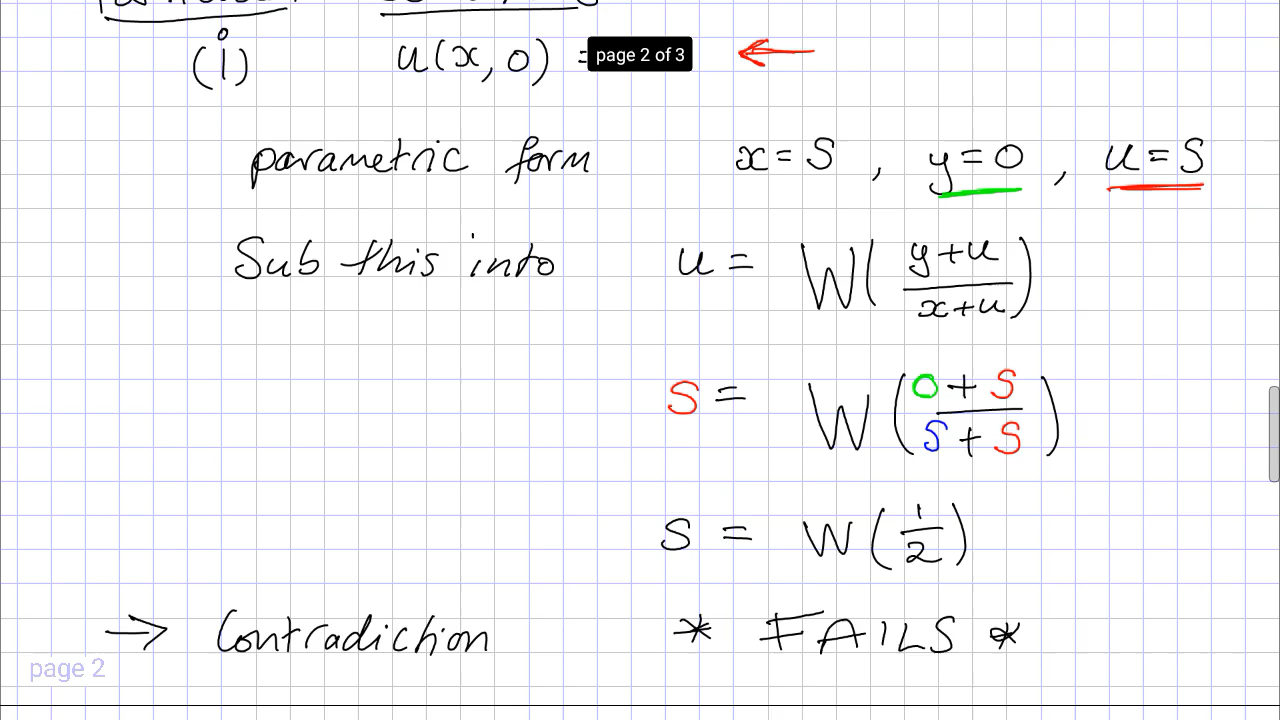 (i) u(x, 0) =
page 2 of 3
parametric form x = S , y = 0 , u = S
Sub this into u = W( (y+u)/(x+u) )
S = W( (0 + S)/(S + S) )
S = W( 1/2 )
→ Contradiction * FAILS *
page 2